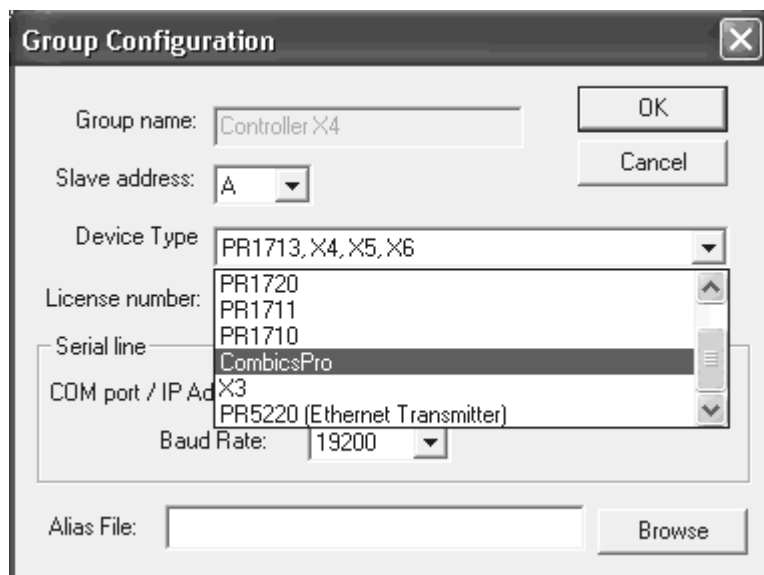 Group Configuration
Group name: Controller X4
OK
Slave address: A
Cancel
Device Type PR1713, X4, X5, X6
PR1720
License number:
PR1711
PR1710
Serial line
CombicsPro
COM port / IP Ad
X3
PR5220 (Ethernet Transmitter)
Baud Rate: 19200
Alias File:
Browse